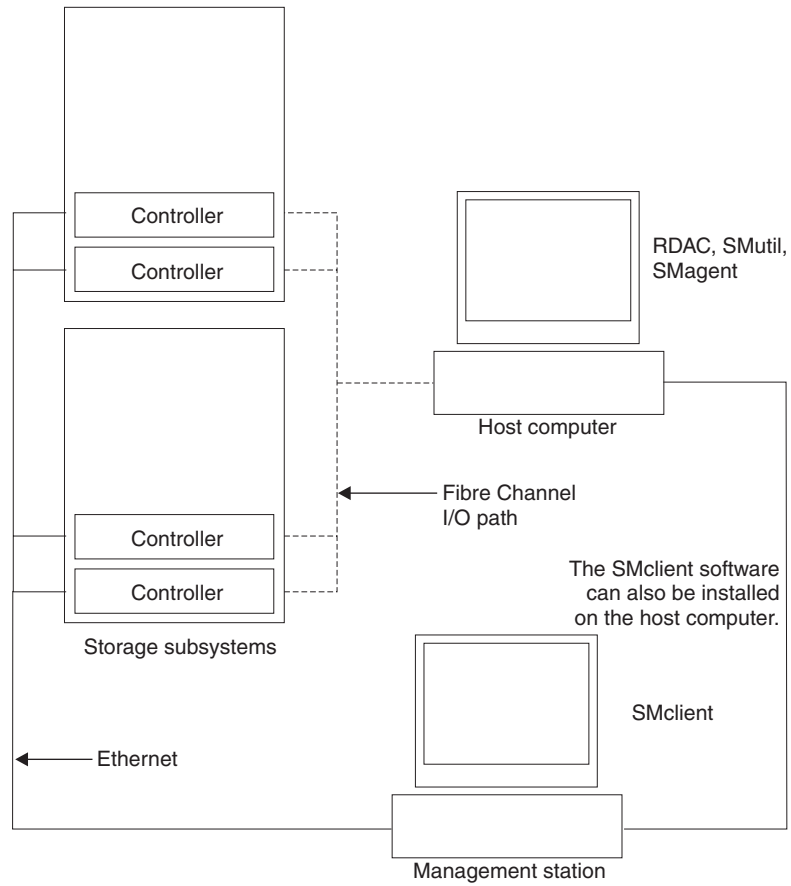 Controller
Controller
RDAC, SMutil,
SMagent
Host computer
Fibre Channel
I/O path
Controller
Controller
Storage subsystems
The SMclient software
can also be installed
on the host computer.
SMclient
Ethernet
Management station